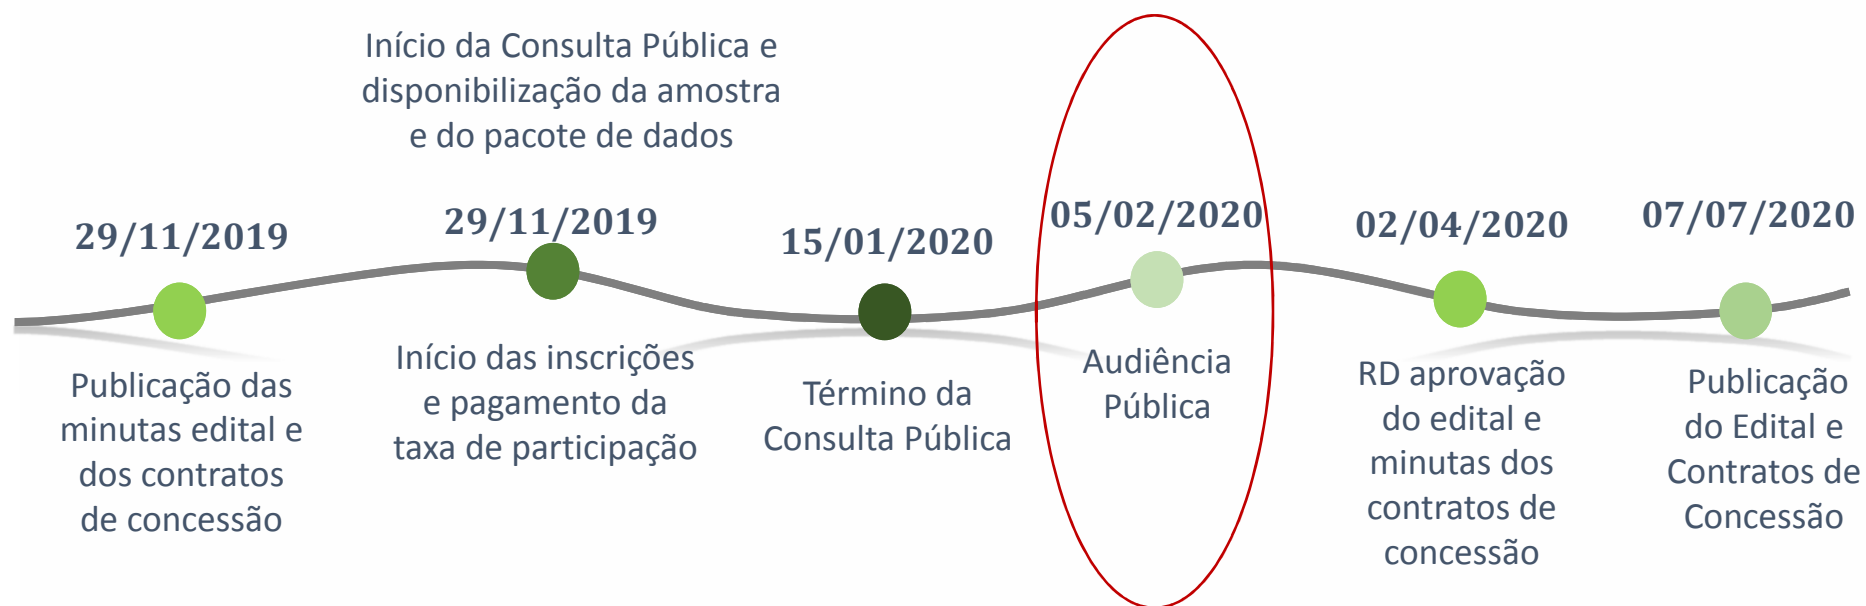 29/11/2019
Publicação das
minutas edital e
dos contratos
de concessão
Início da Consulta Pública e
disponibilização da amostra
e do pacote de dados
29/11/2019
Início das inscrições
e pagamento da
taxa de participação
15/01/2020
Término da
Consulta Pública
05/02/2020
Audiência
Pública
02/04/2020
RD aprovação
do edital e
minutas dos
contratos de
concessão
07/07/2020
Publicação
do Edital e
Contratos de
Concessão